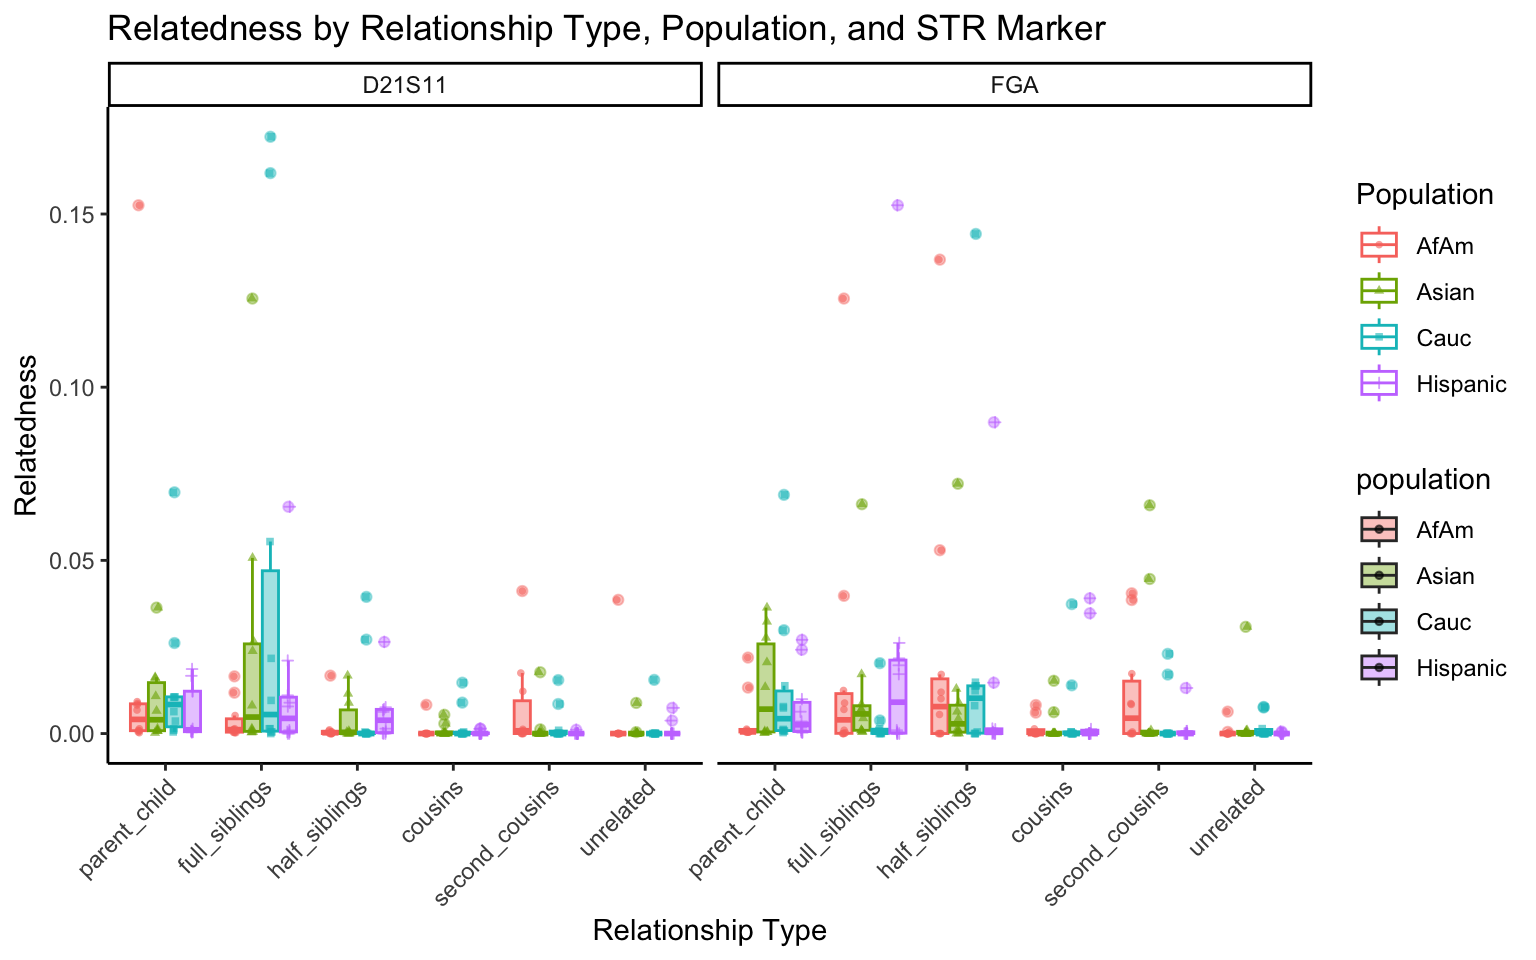 Relatedness by Relationship Type, Population, and STR Marker
D21S11
FGA
Relatedness
0.15
0.10
0.05
0.00
parent_child
full_siblings
half_siblings
cousins
second_cousins
unrelated
parent_child
full_siblings
half_siblings
cousins
second_cousins
unrelated
Relationship Type
Population
AfAm
Asian
Cauc
Hispanic
population
AfAm
Asian
Cauc
Hispanic